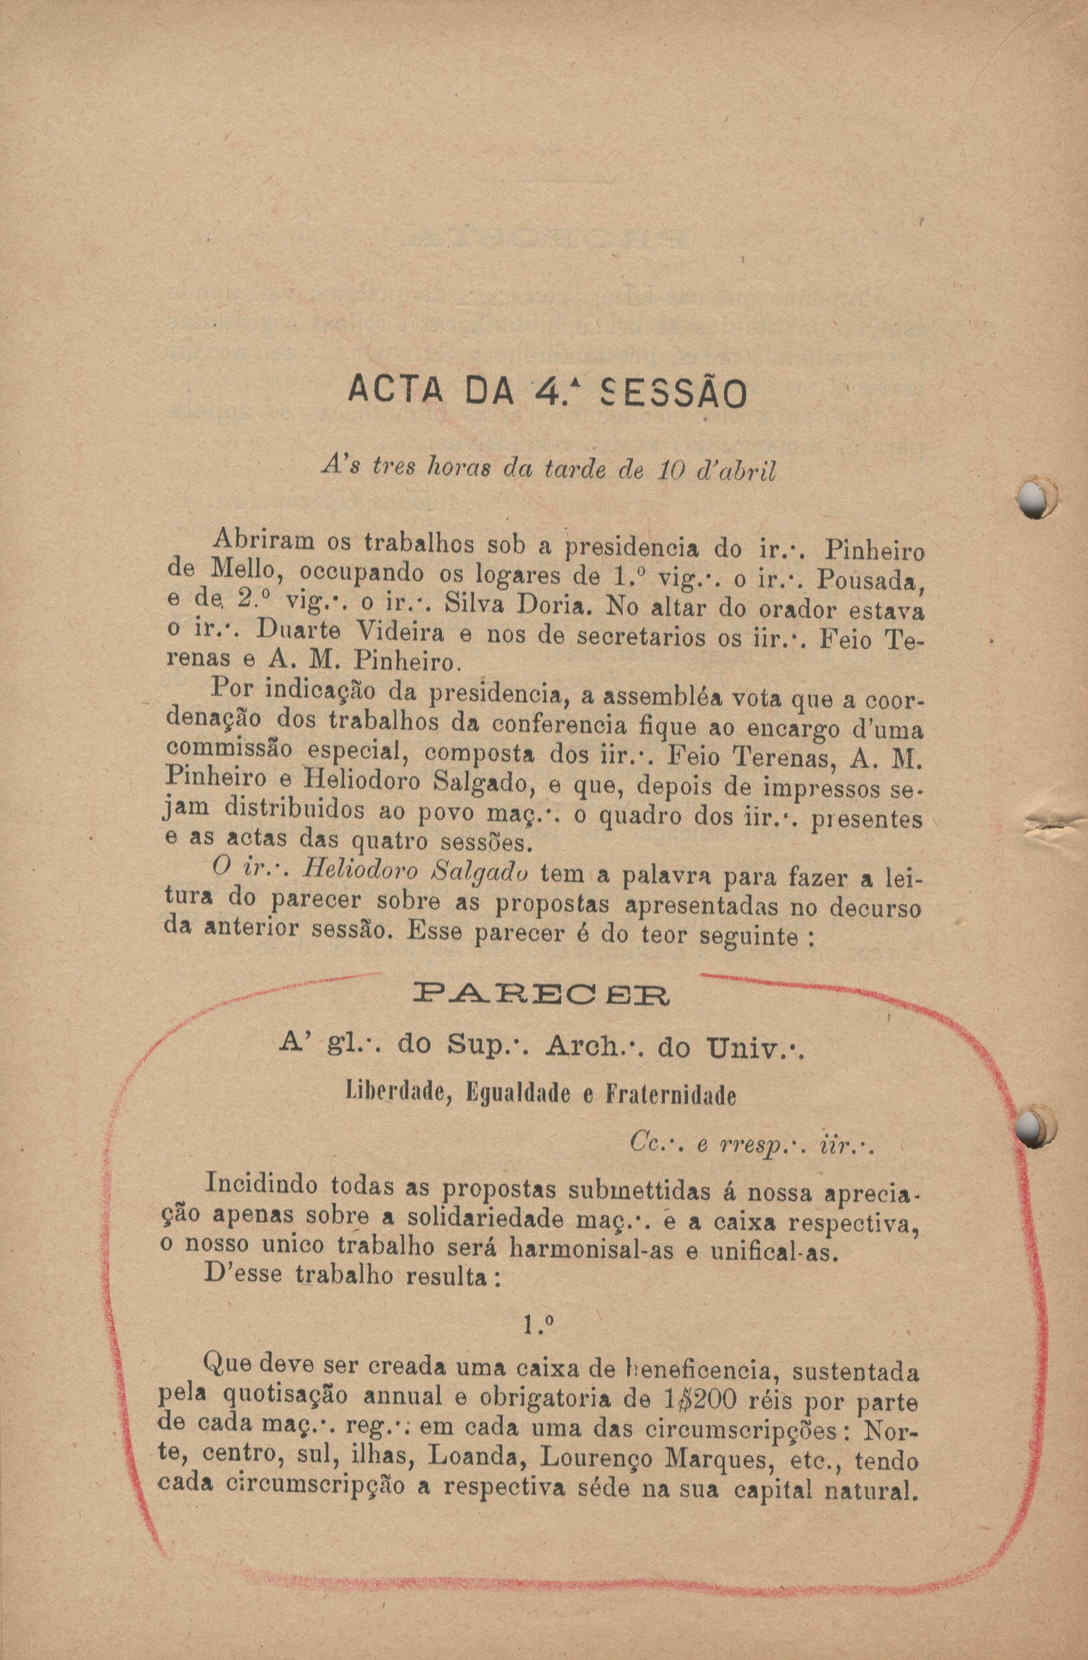 ACTA DA 4.ª SESSÃO
A's tres horas da tarde de 10 d'abril
Abriram os trabalhos sob a presidencia do ir.·. Pinheiro
de Mello, occupando os logares de 1.º vig.·. o ir.·. Pousada,
e de 2.º vig.·. o ir.·. Silva Doria. No altar do orador estava
o ir.·. Duarte Videira e nos de secretarios os iir.·. Feio Te-
renas e A. M. Pinheiro.
Por indicação da presidencia, a assembléa vota que a coor-
denação dos trabalhos da conferencia fique ao encargo d'uma
commissão especial, composta dos iir.·. Feio Terenas, A. M.
Pinheiro e Heliodoro Salgado, e que, depois de impressos se-
jam distribuidos ao povo maç.·. o quadro dos iir.·. presentes
e as actas das quatro sessões.
O ir.·. Heliodoro Salgado tem a palavra para fazer a lei-
tura do parecer sobre as propostas apresentadas no decurso
da anterior sessão. Esse parecer é do teor seguinte :
PARECER
A' gl.·. do Sup.·. Arch.·. do Univ.·.
Liberdade, Egualdade e Fraternidade
Cc.·. e rresp.·. iir.·.
Incidindo todas as propostas submettidas á nossa aprecia-
ção apenas sobre a solidariedade maç.·. e a caixa respectiva,
o nosso unico trabalho será harmonisal-as e unifical-as.
D'esse trabalho resulta :
1.º
Que deve ser creada uma caixa de beneficencia, sustentada
pela quotisação annual e obrigatoria de 1$200 réis por parte
de cada maç.·. reg.·. em cada uma das circumscripções : Nor-
te, centro, sul, ilhas, Loanda, Lourenço Marques, etc., tendo
cada circumscripção a respectiva séde na sua capital natural.